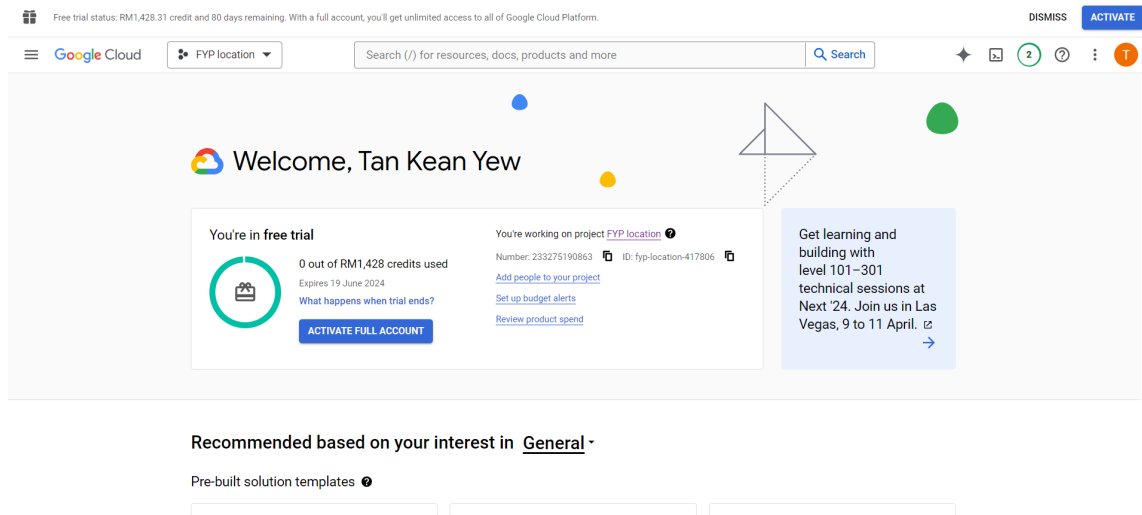 Free trial status: RM1,428.31 credit and 80 days remaining. With a full account, you'll get unlimited access to all of Google Cloud Platform.
DISMISS
ACTIVATE
Google Cloud
FYP location
Search (/) for resources, docs, products and more
Search
2
T
Welcome, Tan Kean Yew
You're in free trial
0 out of RM1,428 credits used
Expires 19 June 2024
What happens when trial ends?
ACTIVATE FULL ACCOUNT
You're working on project FYP location
Number: 233275190863 ID: fyp-location-417806
Add people to your project
Set up budget alerts
Review product spend
Get learning and
building with
level 101–301
technical sessions at
Next '24. Join us in Las
Vegas, 9 to 11 April.
Recommended based on your interest in General
Pre-built solution templates